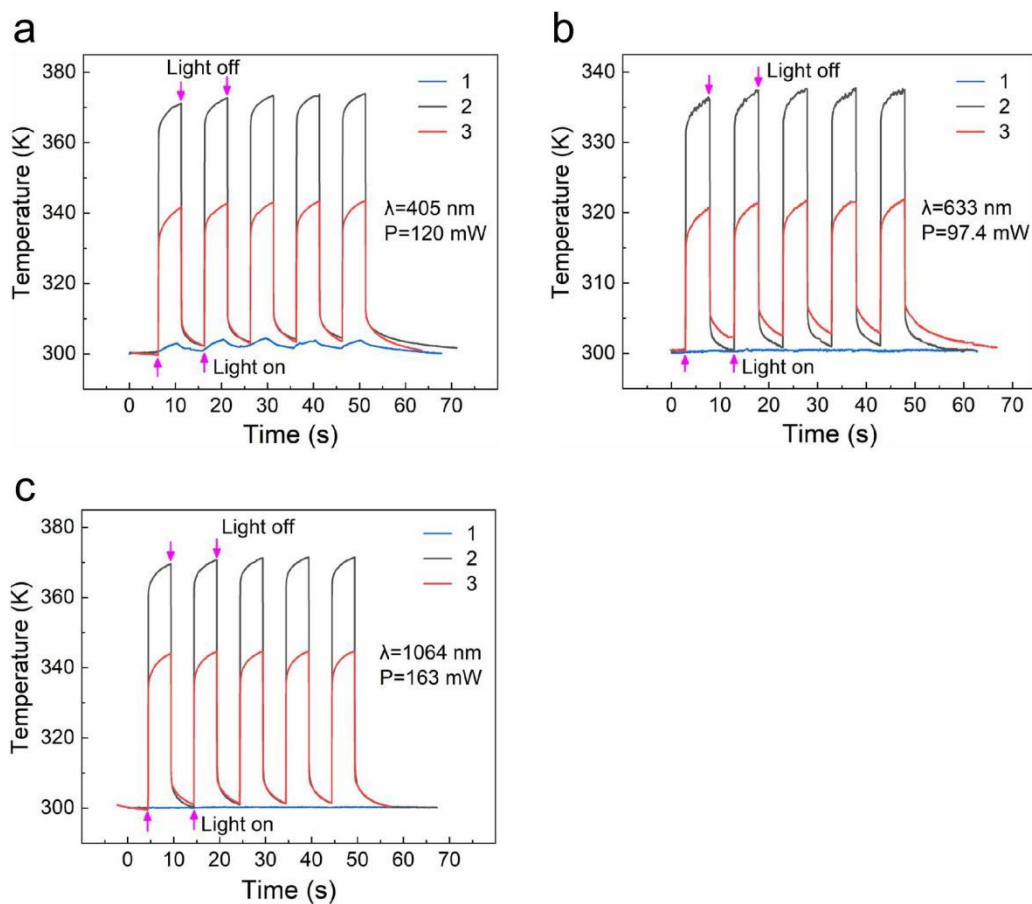 a
Temperature (K)
380
360
340
320
300
Light off
1
2
3
λ=405 nm
P=120 mW
Light on
0 10 20 30 40 50 60 70
Time (s)
b
Temperature (K)
340
330
320
310
300
Light off
1
2
3
λ=633 nm
P=97.4 mW
Light on
0 10 20 30 40 50 60 70
Time (s)
c
Temperature (K)
380
360
340
320
300
Light off
1
2
3
λ=1064 nm
P=163 mW
Light on
0 10 20 30 40 50 60 70
Time (s)